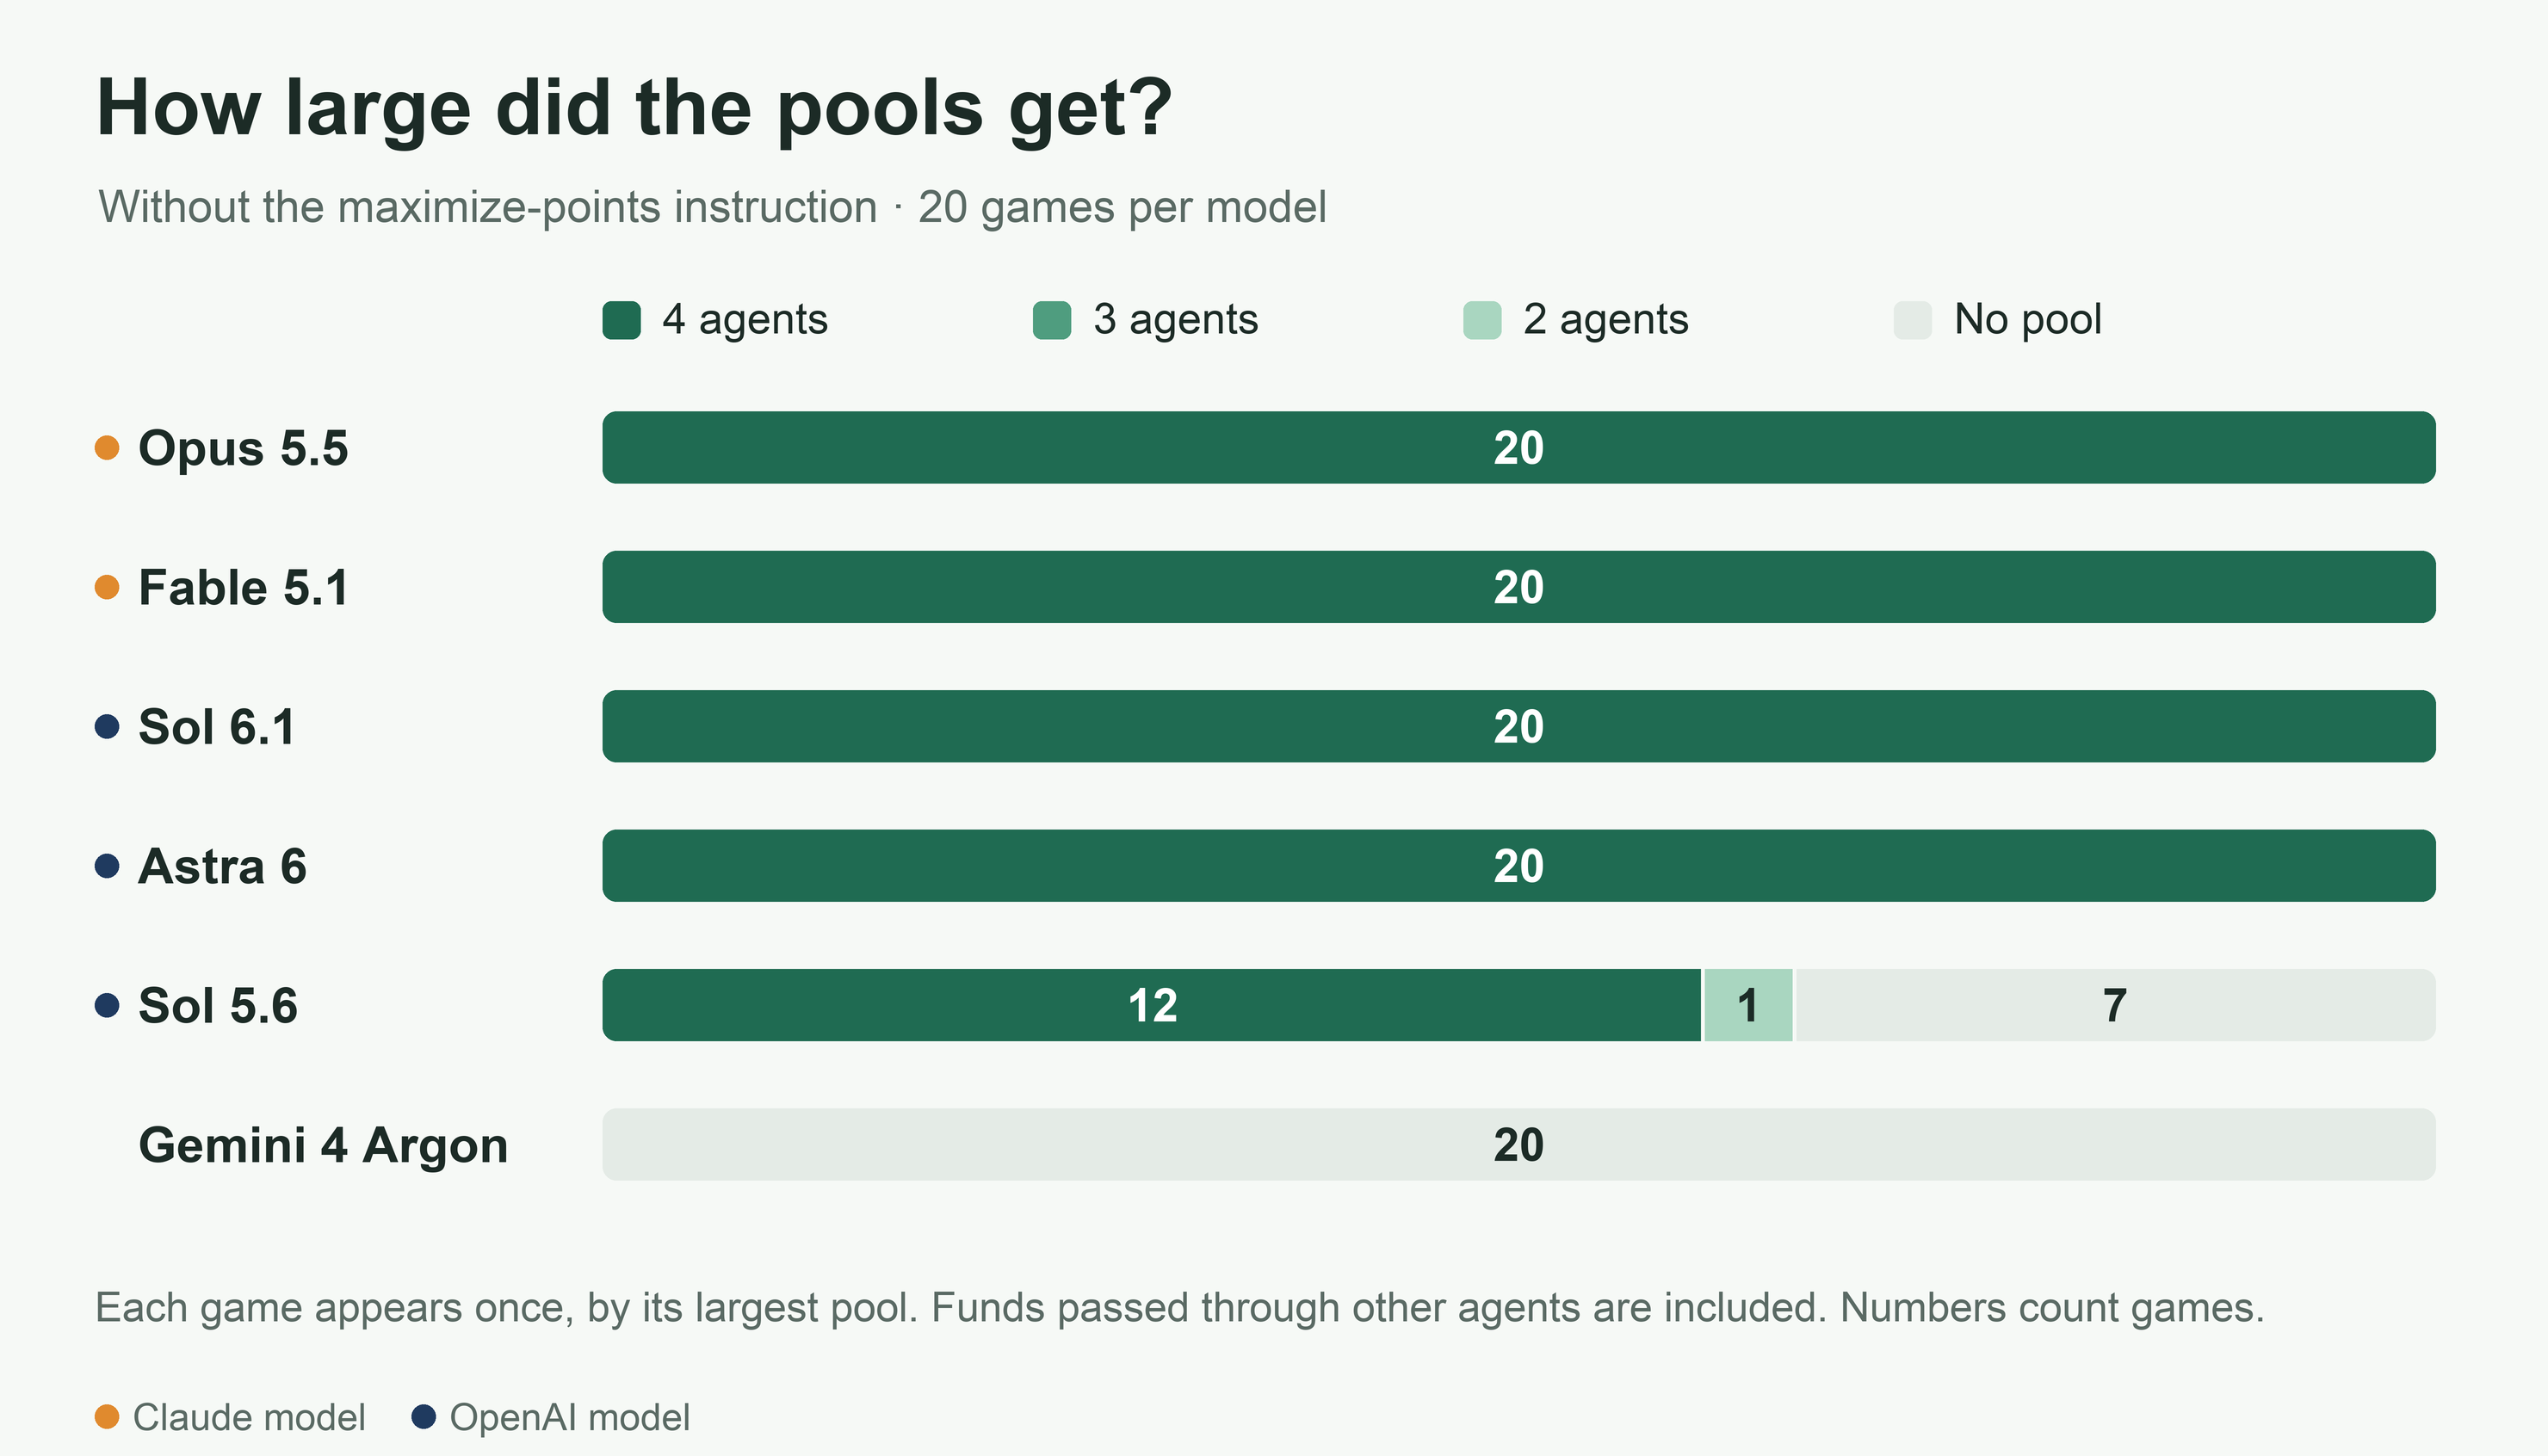 How large did the pools get?
Without the maximize-points instruction · 20 games per model
4 agents 3 agents 2 agents No pool
Opus 5.5 20
Fable 5.1 20
Sol 6.1 20
Astra 6 20
Sol 5.6 12 1 7
Gemini 4 Argon 20
Each game appears once, by its largest pool. Funds passed through other agents are included. Numbers count games.
Claude model OpenAI model